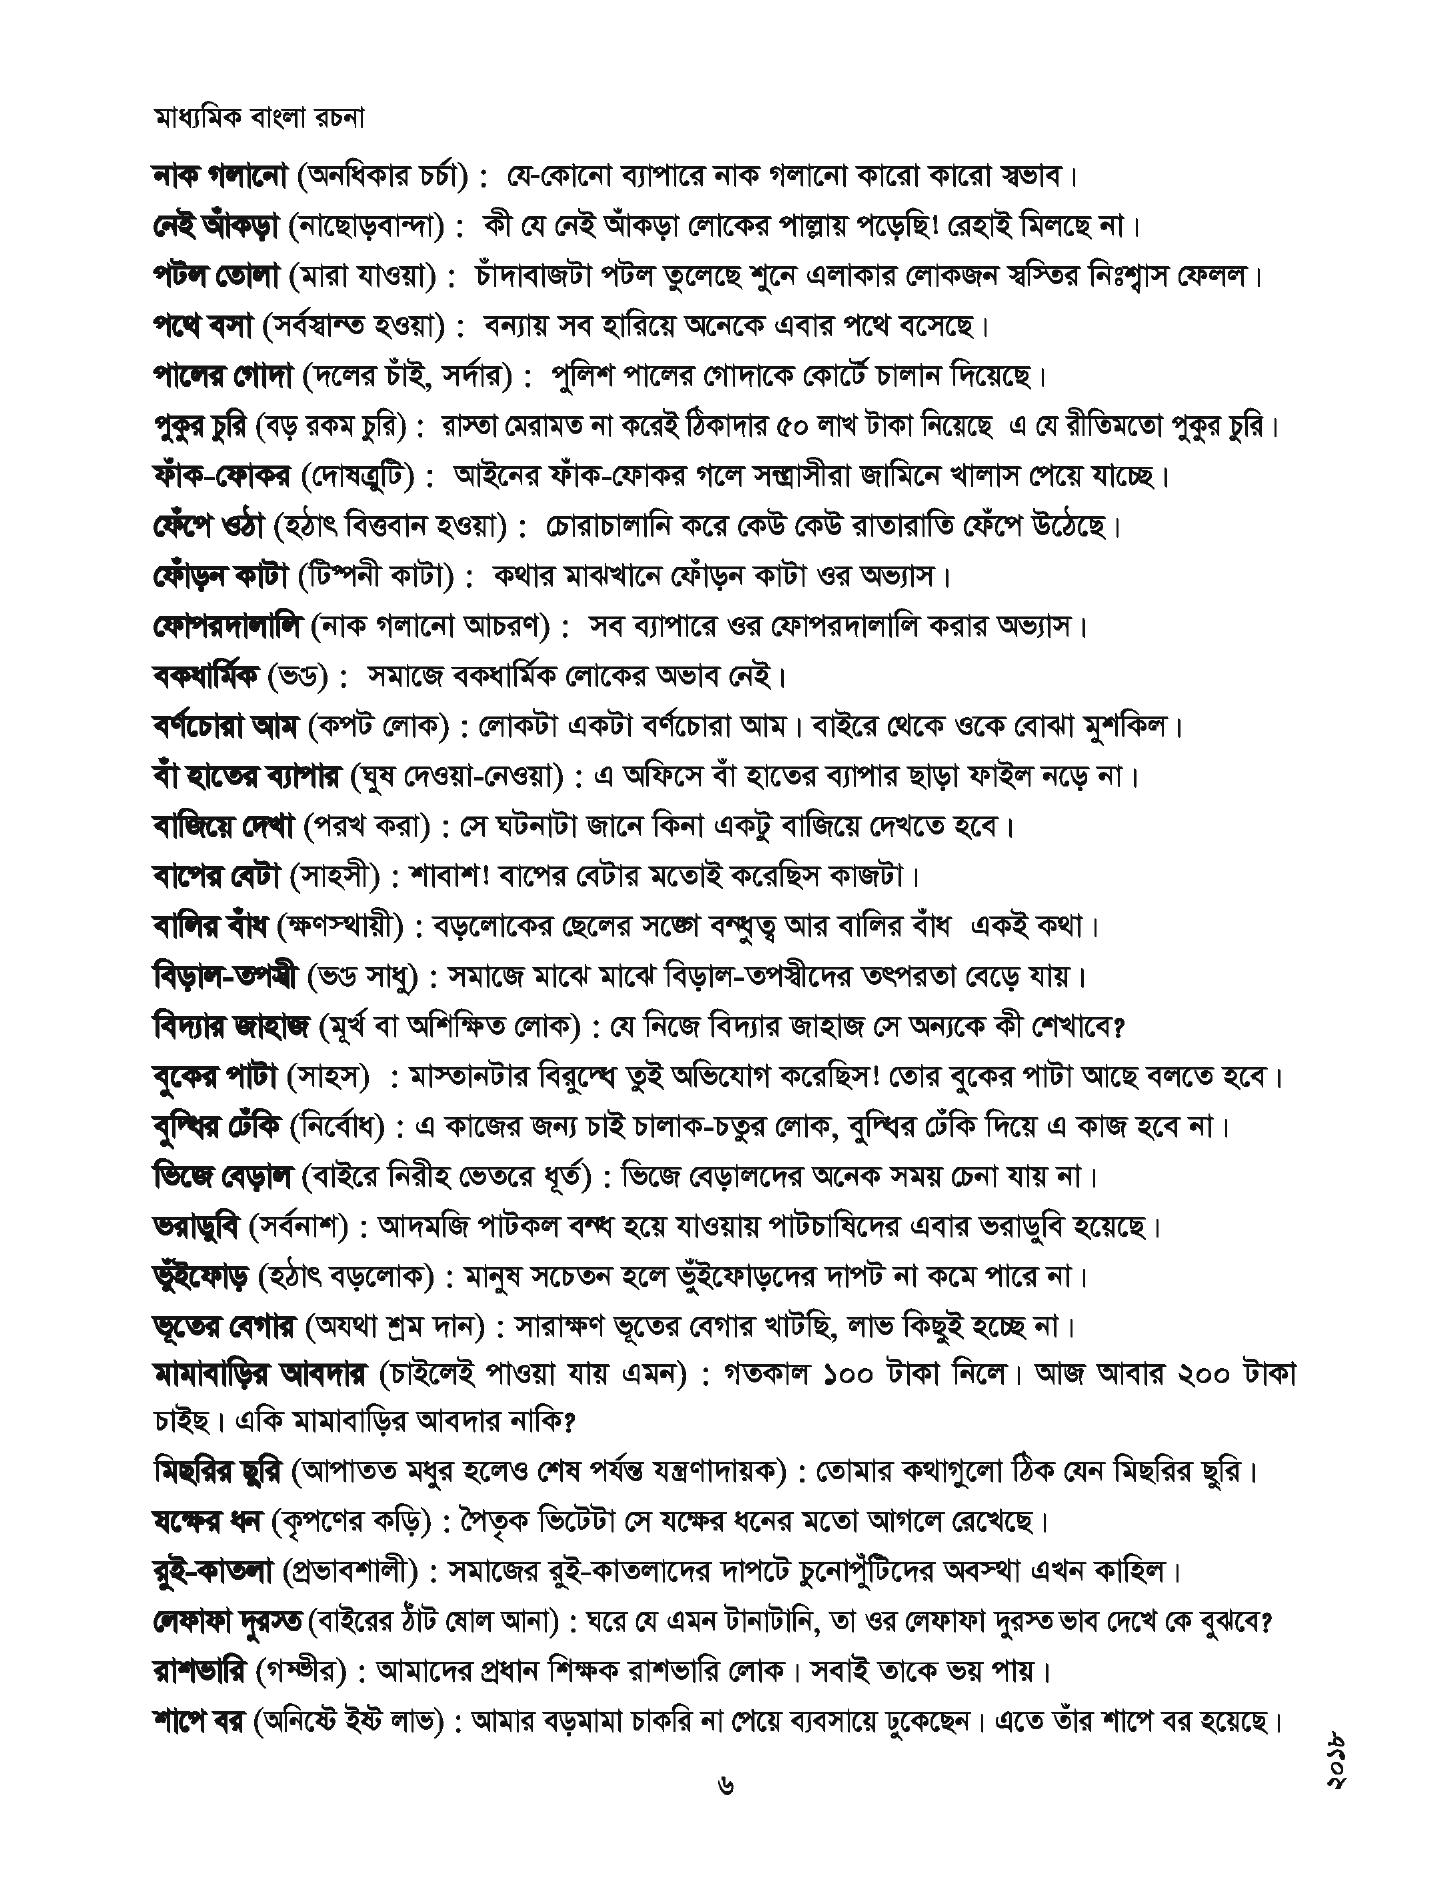 মাধ্যমিক বাংলা রচনা
নাক গলানো (অনধিকার চর্চা) : যে-কোনো ব্যাপারে নাক গলানো কারো কারো স্বভাব।
নেই আঁকড়া (নাছোড়বান্দা) : কী যে নেই আঁকড়া লোকের পাল্লায় পড়েছি! রেহাই মিলছে না।
পটল তোলা (মারা যাওয়া) : চাঁদাবাজটা পটল তুলেছে শুনে এলাকার লোকজন স্বস্তির নিঃশ্বাস ফেলল।
পথে বসা (সর্বস্বান্ত হওয়া) : বন্যায় সব হারিয়ে অনেকে এবার পথে বসেছে।
পালের গোদা (দলের চাঁই, সর্দার) : পুলিশ পালের গোদাকে কোর্টে চালান দিয়েছে।
পুকুর চুরি (বড় রকম চুরি) : রাস্তা মেরামত না করেই ঠিকাদার ৫০ লাখ টাকা নিয়েছে এ যে রীতিমতো পুকুর চুরি।
ফাঁক-ফোকর (দোষত্রুটি) : আইনের ফাঁক-ফোকর গলে সন্ত্রাসীরা জামিনে খালাস পেয়ে যাচ্ছে।
ফেঁপে ওঠা (হঠাৎ বিত্তবান হওয়া) : চোরাচালানি করে কেউ কেউ রাতারাতি ফেঁপে উঠেছে।
ফোঁড়ন কাটা (টিপ্পনী কাটা) : কথার মাঝখানে ফোঁড়ন কাটা ওর অভ্যাস।
ফোপরদালালি (নাক গলানো আচরণ) : সব ব্যাপারে ওর ফোপরদালালি করার অভ্যাস।
বকধার্মিক (ভণ্ড) : সমাজে বকধার্মিক লোকের অভাব নেই।
বর্ণচোরা আম (কপট লোক) : লোকটা একটা বর্ণচোরা আম। বাইরে থেকে ওকে বোঝা মুশকিল।
বাঁ হাতের ব্যাপার (ঘুষ দেওয়া-নেওয়া) : এ অফিসে বাঁ হাতের ব্যাপার ছাড়া ফাইল নড়ে না।
বাজিয়ে দেখা (পরখ করা) : সে ঘটনাটা জানে কিনা একটু বাজিয়ে দেখতে হবে।
বাপের বেটা (সাহসী) : শাবাশ! বাপের বেটার মতোই করেছিস কাজটা।
বালির বাঁধ (ক্ষণস্থায়ী) : বড়লোকের ছেলের সঙ্গে বন্ধুত্ব আর বালির বাঁধ একই কথা।
বিড়াল-তপস্বী (ভণ্ড সাধু) : সমাজে মাঝে মাঝে বিড়াল-তপস্বীদের তৎপরতা বেড়ে যায়।
বিদ্যার জাহাজ (মূর্খ বা অশিক্ষিত লোক) : যে নিজে বিদ্যার জাহাজ সে অন্যকে কী শেখাবে?
বুকের পাটা (সাহস) : মাস্তানটার বিরুদ্ধে তুই অভিযোগ করেছিস! তোর বুকের পাটা আছে বলতে হবে।
বুদ্ধির ঢেঁকি (নির্বোধ) : এ কাজের জন্য চাই চালাক-চতুর লোক, বুদ্ধির ঢেঁকি দিয়ে এ কাজ হবে না।
ভিজে বেড়াল (বাইরে নিরীহ ভেতরে ধূর্ত) : ভিজে বেড়ালদের অনেক সময় চেনা যায় না।
ভরাডুবি (সর্বনাশ) : আদমজি পাটকল বন্ধ হয়ে যাওয়ায় পাটচাষিদের এবার ভরাডুবি হয়েছে।
ভুঁইফোড় (হঠাৎ বড়লোক) : মানুষ সচেতন হলে ভুঁইফোড়দের দাপট না কমে পারে না।
ভূতের বেগার (অযথা শ্রম দান) : সারাক্ষণ ভূতের বেগার খাটছি, লাভ কিছুই হচ্ছে না।
মামাবাড়ির আবদার (চাইলেই পাওয়া যায় এমন) : গতকাল ১০০ টাকা নিলে। আজ আবার ২০০ টাকা
চাইছ। একি মামাবাড়ির আবদার নাকি?
মিছরির ছুরি (আপাতত মধুর হলেও শেষ পর্যন্ত যন্ত্রণাদায়ক) : তোমার কথাগুলো ঠিক যেন মিছরির ছুরি।
যক্ষের ধন (কৃপণের কড়ি) : পৈতৃক ভিটেটা সে যক্ষের ধনের মতো আগলে রেখেছে।
রুই-কাতলা (প্রভাবশালী) : সমাজের রুই-কাতলাদের দাপটে চুনোপুঁটিদের অবস্থা এখন কাহিল।
লেফাফা দুরস্ত (বাইরের ঠাঁট ষোল আনা) : ঘরে যে এমন টানাটানি, তা ওর লেফাফা দুরস্ত ভাব দেখে কে বুঝবে?
রাশভারি (গম্ভীর) : আমাদের প্রধান শিক্ষক রাশভারি লোক। সবাই তাকে ভয় পায়।
শাপে বর (অনিষ্টে ইষ্ট লাভ) : আমার বড়মামা চাকরি না পেয়ে ব্যবসায়ে ঢুকেছেন। এতে তাঁর শাপে বর হয়েছে।
৬
২০১৮